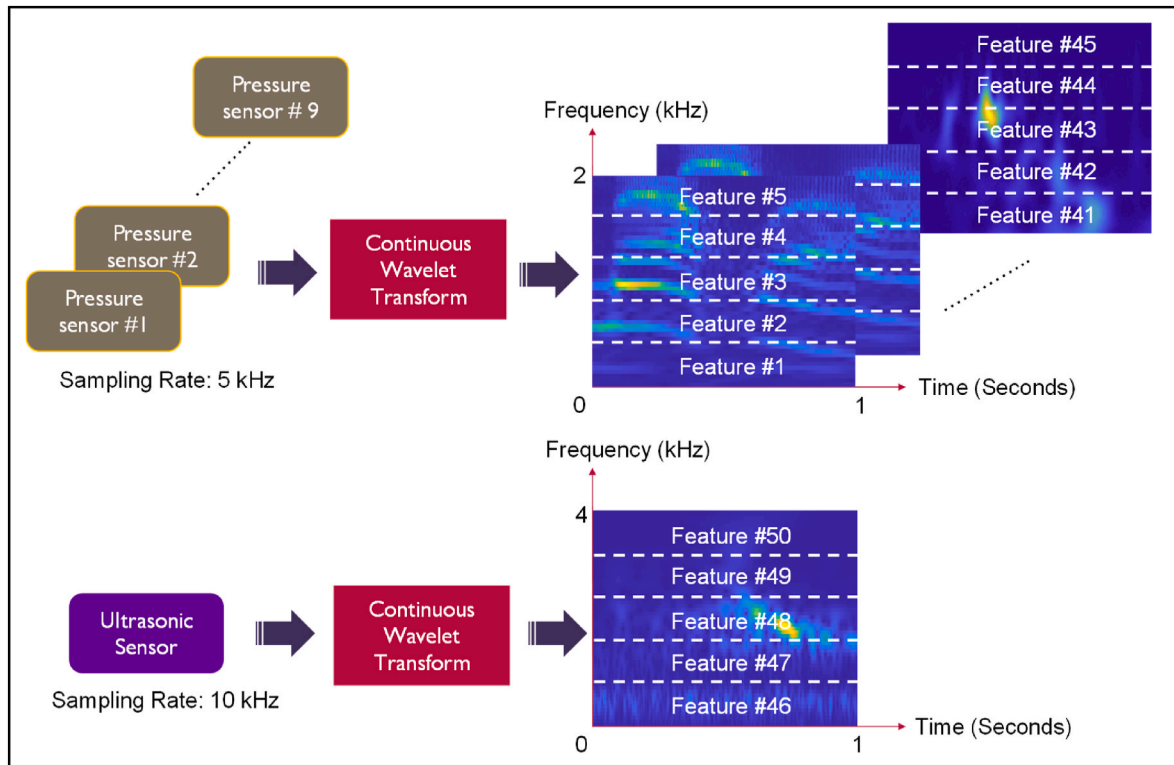 Pressure
sensor # 9
Pressure
sensor #2
Pressure
sensor #1
Sampling Rate: 5 kHz
Continuous
Wavelet
Transform
Frequency (kHz)
2
Feature #5
Feature #4
Feature #3
Feature #2
Feature #1
0
1
Time (Seconds)
Feature #45
Feature #44
Feature #43
Feature #42
Feature #41
Ultrasonic
Sensor
Sampling Rate: 10 kHz
Continuous
Wavelet
Transform
Frequency (kHz)
4
Feature #50
Feature #49
Feature #48
Feature #47
Feature #46
0
1
Time (Seconds)